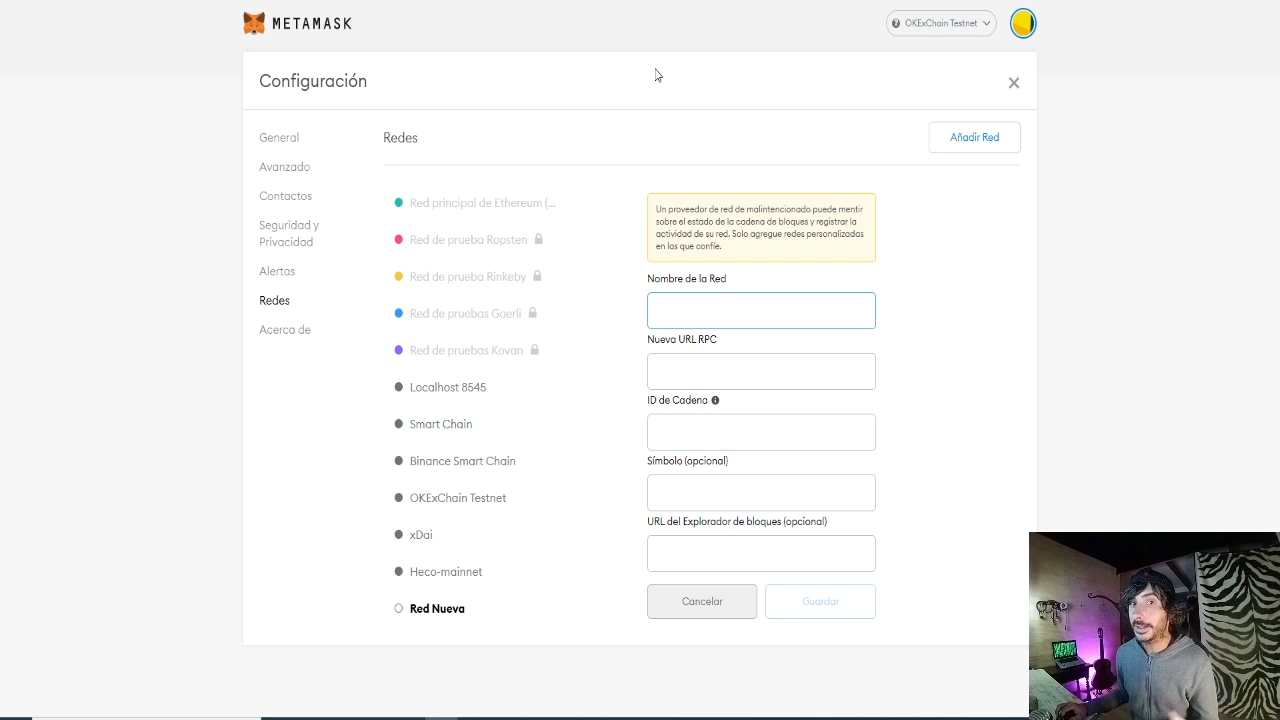 METAMASK
OKExChain Testnet
Configuración
General
Avanzado
Contactos
Seguridad y
Privacidad
Alertas
Redes
Acerca de
Redes
Añadir Red
Red principal de Ethereum (...
Red de prueba Ropsten
Red de prueba Rinkeby
Red de pruebas Goerli
Red de pruebas Kovan
Localhost 8545
Smart Chain
Binance Smart Chain
OKExChain Testnet
xDai
Heco-mainnet
Red Nueva
Un proveedor de red de malintencionado puede mentir
sobre el estado de la cadena de bloques y registrar la
actividad de su red. Solo agregue redes personalizadas
en las que confíe.
Nombre de la Red
Nueva URL RPC
ID de Cadena
Símbolo (opcional)
URL del Explorador de bloques (opcional)
Cancelar
Guardar